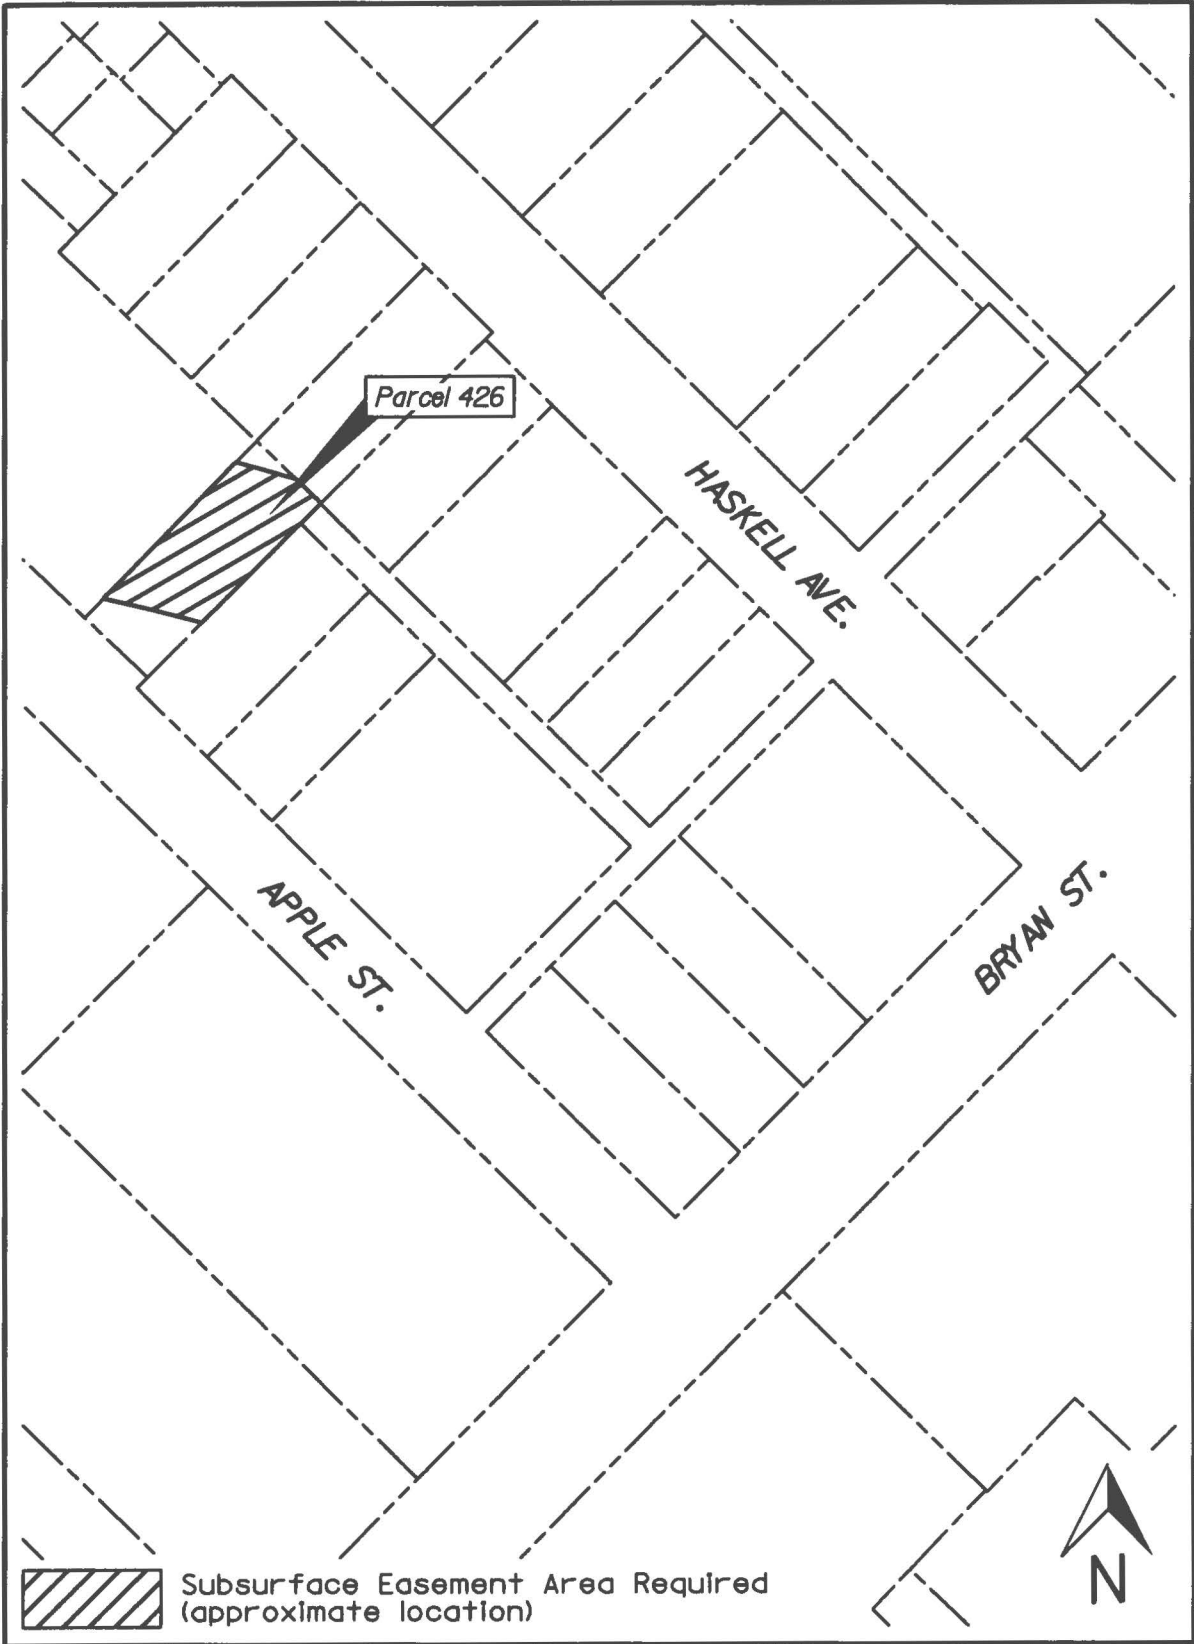 Parcel 426
HASKELL AVE.
APPLE ST.
BRYAN ST.
N
Subsurface Easement Area Required
(approximate location)